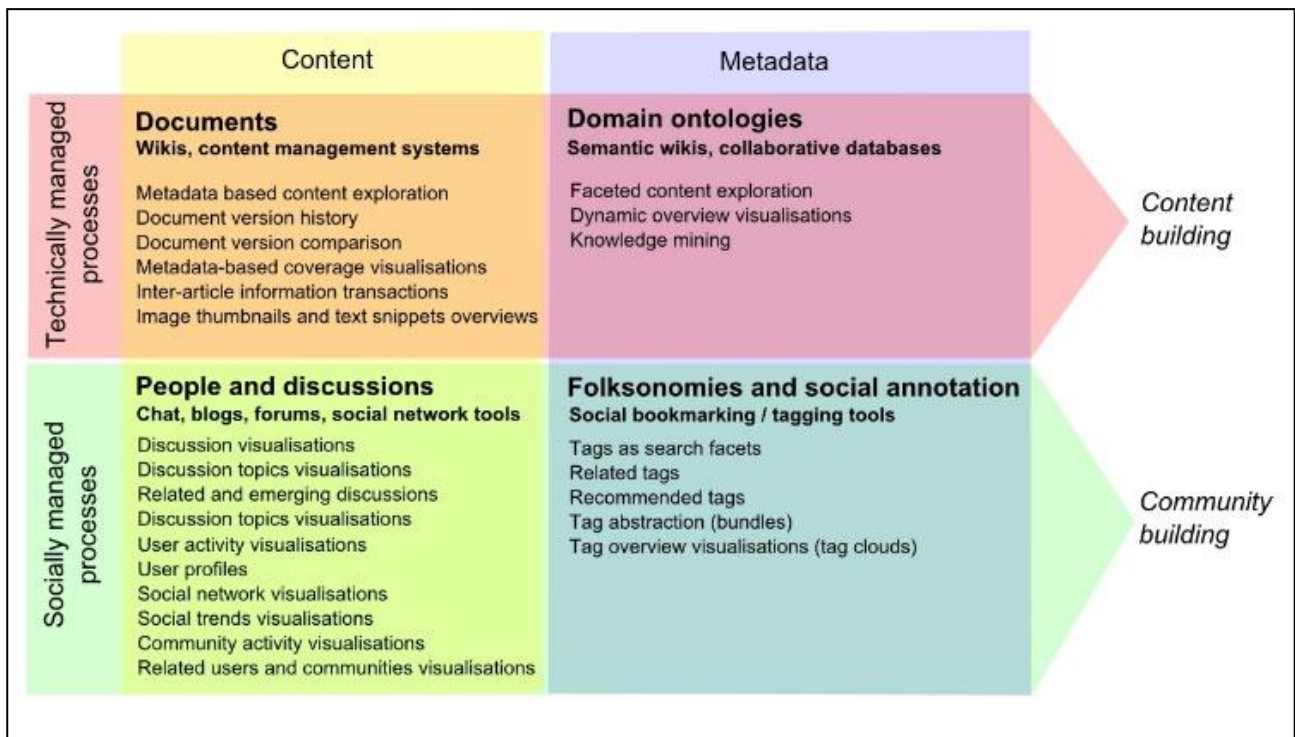 Content
Metadata
Technically managed
processes
Documents
Wikis, content management systems
Metadata based content exploration
Document version history
Document version comparison
Metadata-based coverage visualisations
Inter-article information transactions
Image thumbnails and text snippets overviews
Domain ontologies
Semantic wikis, collaborative databases
Faceted content exploration
Dynamic overview visualisations
Knowledge mining
Content
building
Socially managed
processes
People and discussions
Chat, blogs, forums, social network tools
Discussion visualisations
Discussion topics visualisations
Related and emerging discussions
Discussion topics visualisations
User activity visualisations
User profiles
Social network visualisations
Social trends visualisations
Community activity visualisations
Related users and communities visualisations
Folksonomies and social annotation
Social bookmarking / tagging tools
Tags as search facets
Related tags
Recommended tags
Tag abstraction (bundles)
Tag overview visualisations (tag clouds)
Community
building